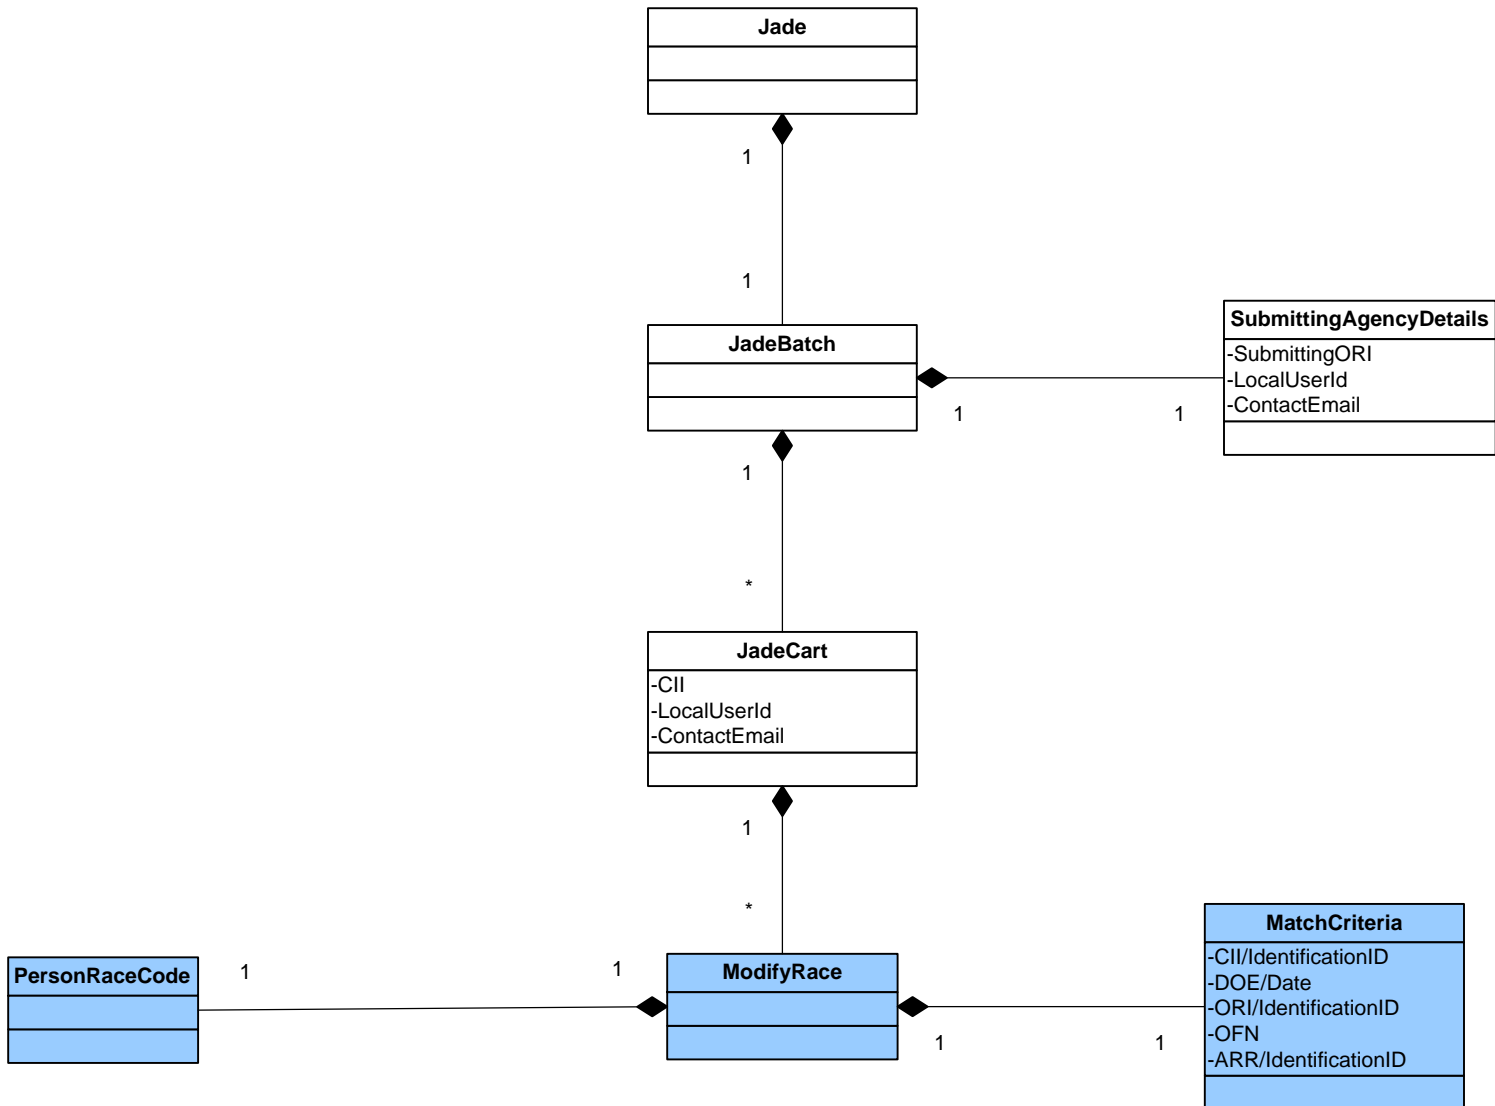 Jade
1
1
JadeBatch
1
1
SubmittingAgencyDetails
-SubmittingORI
-LocalUserId
-ContactEmail
1
*
JadeCart
-CII
-LocalUserId
-ContactEmail
1
*
PersonRaceCode
1
1
ModifyRace
1
1
MatchCriteria
-CII/IdentificationID
-DOE/Date
-ORI/IdentificationID
-OFN
-ARR/IdentificationID